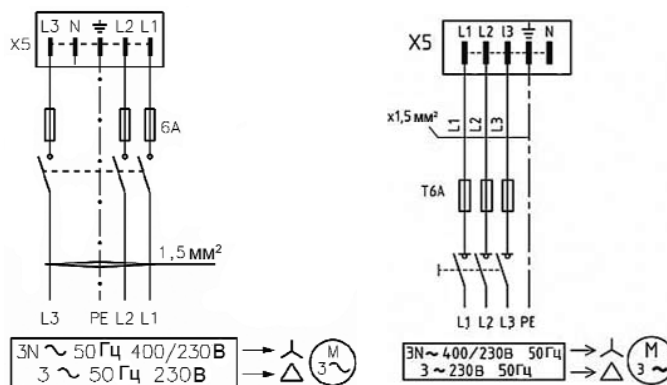 L3 N L2 L1
X5
6A
1,5 мм²
L3 PE L2 L1
3N ~ 50 Гц 400/230В
3 ~ 50 Гц 230В
M
3~
L1 L2 l3 N
X5
x1,5 мм²
L1 L2 L3
T6A
L1 L2 L3 PE
3N~ 400/230В 50Гц
3 ~ 230В 50Гц
M
3~